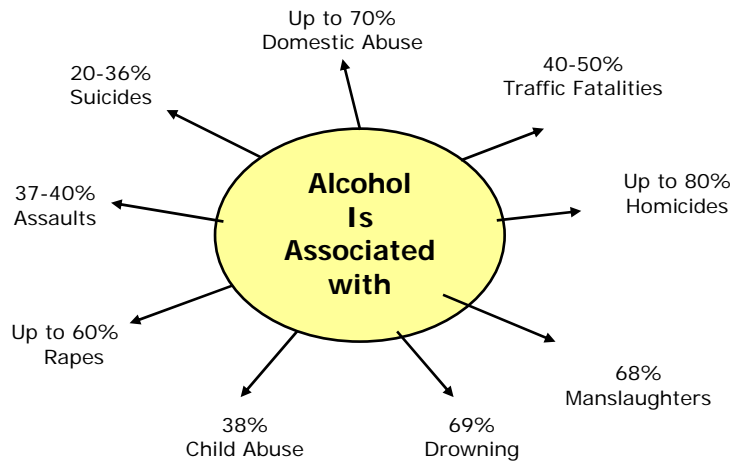 Up to 70%
Domestic Abuse
40-50%
Traffic Fatalities
20-36%
Suicides
Alcohol
Is
Associated
with
Up to 80%
Homicides
37-40%
Assaults
Up to 60%
Rapes
68%
Manslaughters
38%
Child Abuse
69%
Drowning